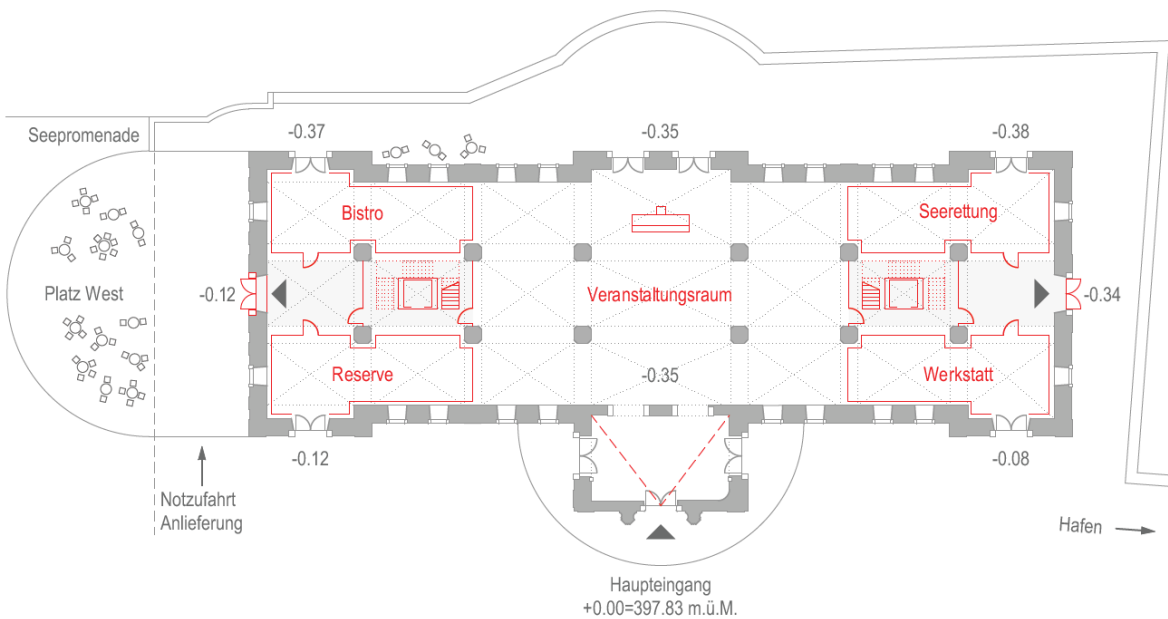 -0.37
-0.35
-0.38
Seepromenade
Bistro
Seerettung
Platz West
-0.12
Veranstaltungsraum
-0.34
Reserve
-0.35
Werkstatt
-0.12
-0.08
Notzufahrt
Anlieferung
Hafen
Haupteingang
+0.00=397.83 m.ü.M.